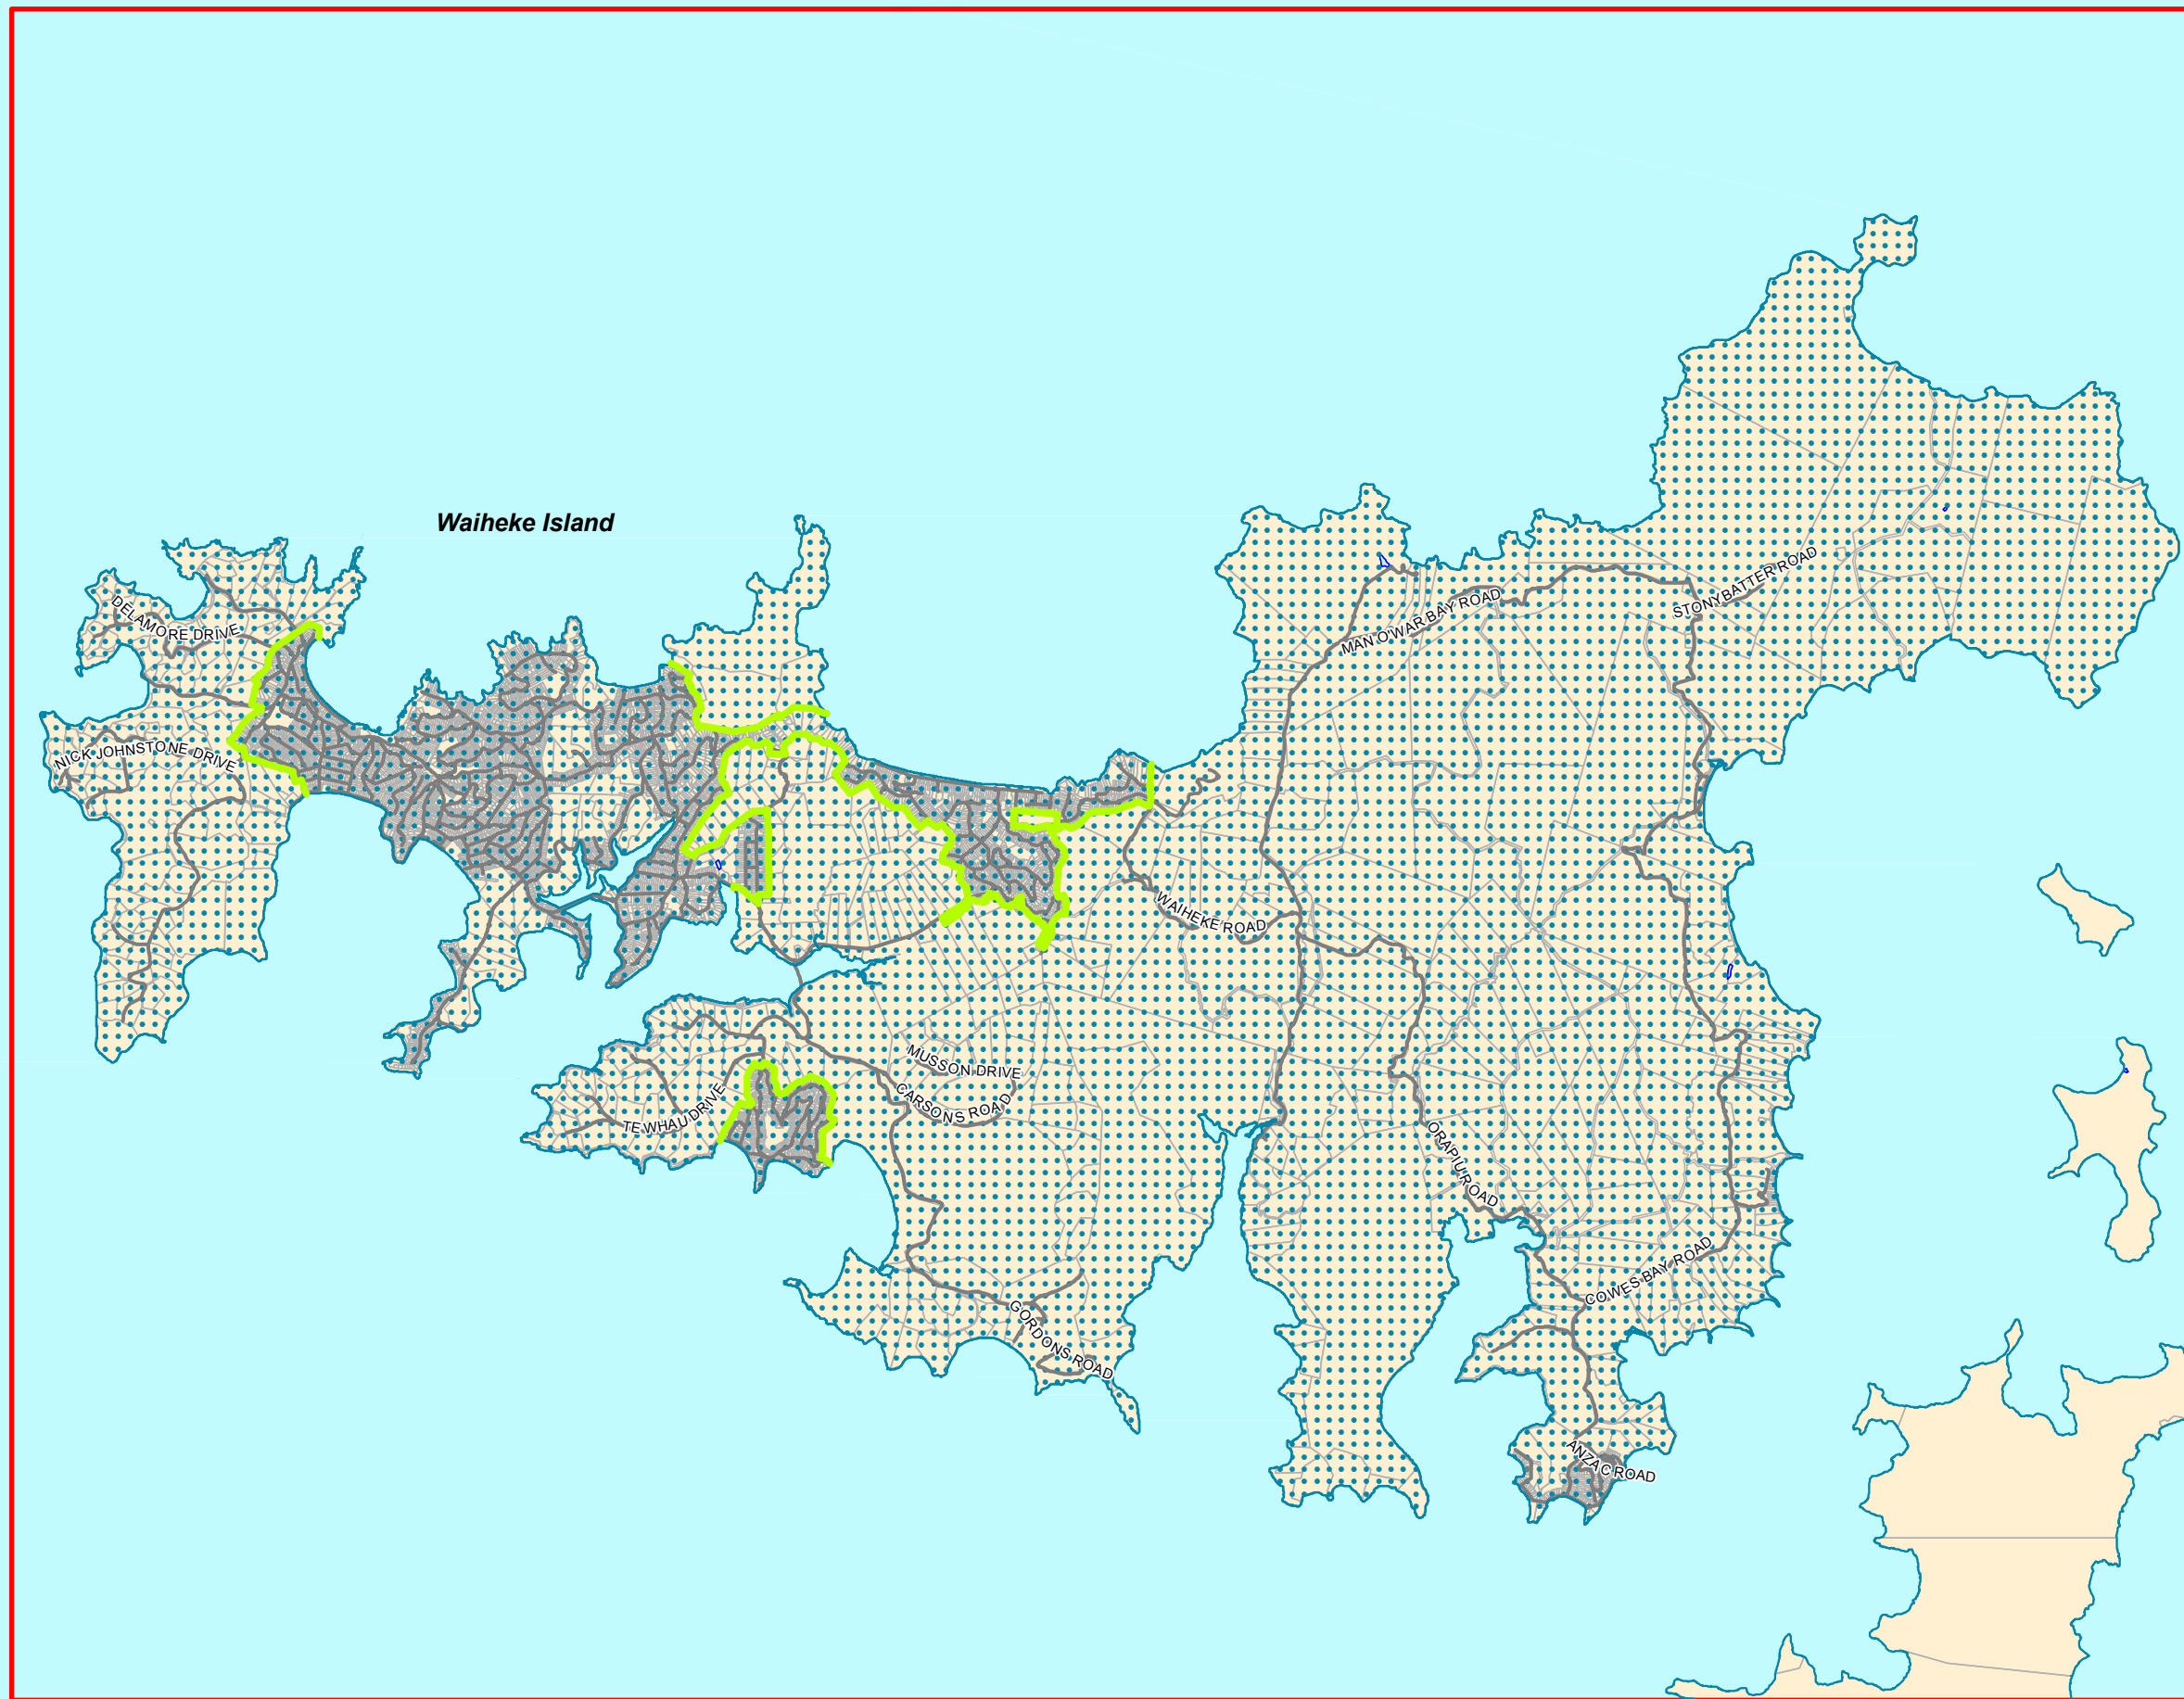 Waiheke Island
STONYBATTER ROAD
MAN O'WAR BAY ROAD
DELAMORE DRIVE
NICK JOHNSTONE DRIVE
WAIHEKE ROAD
MUSSON DRIVE
CARSONS ROAD
TE WHAU DRIVE
ORAPIU ROAD
COWES BAY ROAD
GORDONS ROAD
ANZAC ROAD